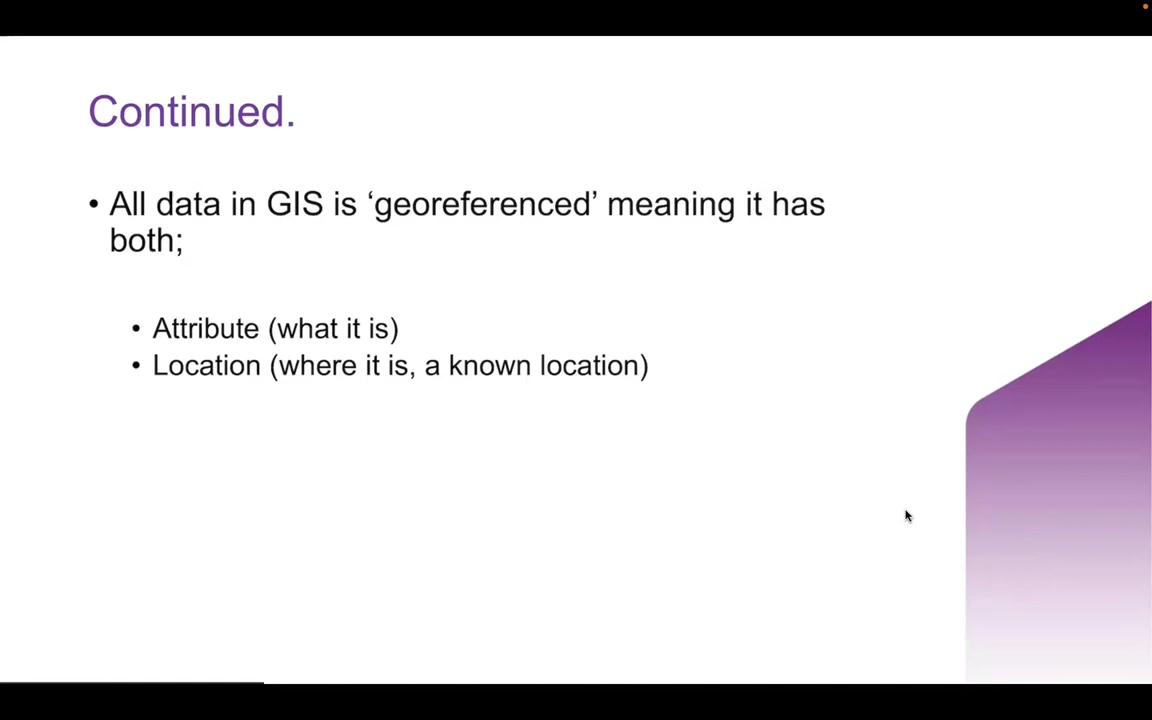 Continued.
• All data in GIS is ‘georeferenced’ meaning it has
both;
• Attribute (what it is)
• Location (where it is, a known location)